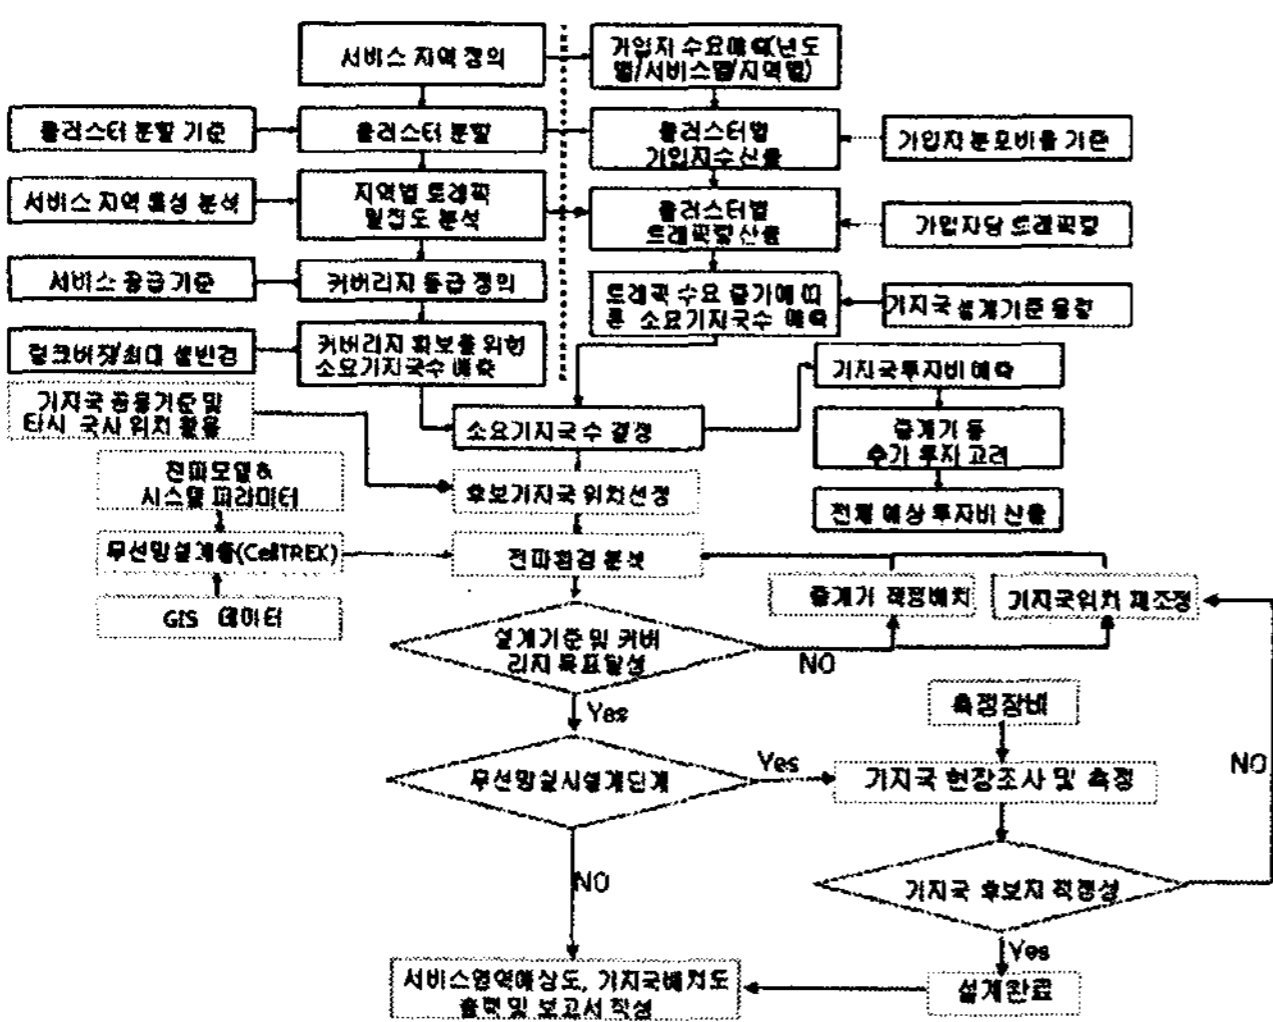 서비스 지역 정의
가입자 수요예측(년도
별/서비스별/지역별)
클러스터 분할 기준
클러스터 분할
클러스터별
가입자수 산출
가입자 분포비율 기준
서비스 지역 특성 분석
지역별 트래픽
밀집도 분석
클러스터별
트래픽량 산출
가입자당 트래픽량
서비스 공급기준
커버리지 등급 정의
트래픽 수요 증가에 따
른 소요기지국수 예측
기지국 설계기준 용량
링크버짓/최대 셀반경
커버리지 확보를 위한
소요기지국수 예측
기지국투자비 예측
기지국 공용기준 및
타사 국사 위치 활용
소요기지국 수 결정
중계기 등
추가 투자 고려
전파모델 &
시스템 파라미터
후보기지국 위치선정
전체 예상 투자비 산출
무선망설계툴(CellTREX)
전파환경 분석
GIS 데이터
중계기 적정배치
기지국위치 재조정
설계기준 및 커버
리지 목표달성
NO
Yes
측정장비
무선망실시설계단계
Yes
기지국 현장조사 및 측정
NO
NO
기지국 후보지 적정성
Yes
서비스영역예상도, 기지국배치도
출력 및 보고서 작성
설계완료